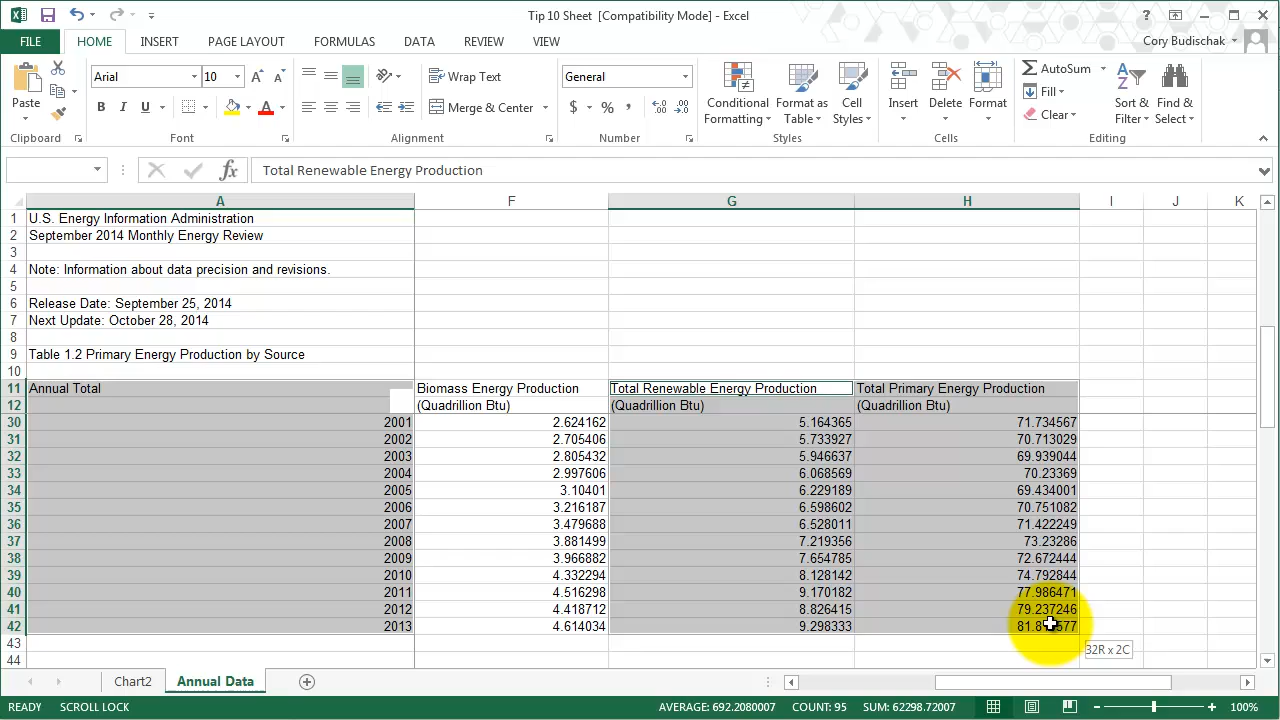 Tip 10 Sheet [Compatibility Mode] - Excel
?
FILE HOME INSERT PAGE LAYOUT FORMULAS DATA REVIEW VIEW Cory Budischak
Paste
Clipboard
Arial 10
B I U
Font
Wrap Text
Merge & Center
Alignment
General
$ % ,
Number
Conditional Formatting
Format as Table
Cell Styles
Styles
Insert Delete Format
Cells
AutoSum
Fill
Clear
Sort & Filter
Find & Select
Editing
fx Total Renewable Energy Production
A F G H I J K
1 U.S. Energy Information Administration
2 September 2014 Monthly Energy Review
3
4 Note: Information about data precision and revisions.
5
6 Release Date: September 25, 2014
7 Next Update: October 28, 2014
8
9 Table 1.2 Primary Energy Production by Source
10
11 Annual Total Biomass Energy Production Total Renewable Energy Production Total Primary Energy Production
12 (Quadrillion Btu) (Quadrillion Btu) (Quadrillion Btu)
30 2001 2.624162 5.164365 71.734567
31 2002 2.705406 5.733927 70.713029
32 2003 2.805432 5.946637 69.939044
33 2004 2.997606 6.068569 70.23369
34 2005 3.10401 6.229189 69.434001
35 2006 3.216187 6.598602 70.751082
36 2007 3.479688 6.528011 71.422249
37 2008 3.881499 7.219356 73.23286
38 2009 3.966882 7.654785 72.672444
39 2010 4.332294 8.128142 74.792844
40 2011 4.516298 9.170182 77.986471
41 2012 4.418712 8.826415 79.237246
42 2013 4.614034 9.298333
43
44
32R x 2C
Chart2 Annual Data
READY SCROLL LOCK AVERAGE: 692.2080007 COUNT: 95 SUM: 62298.72007 100%